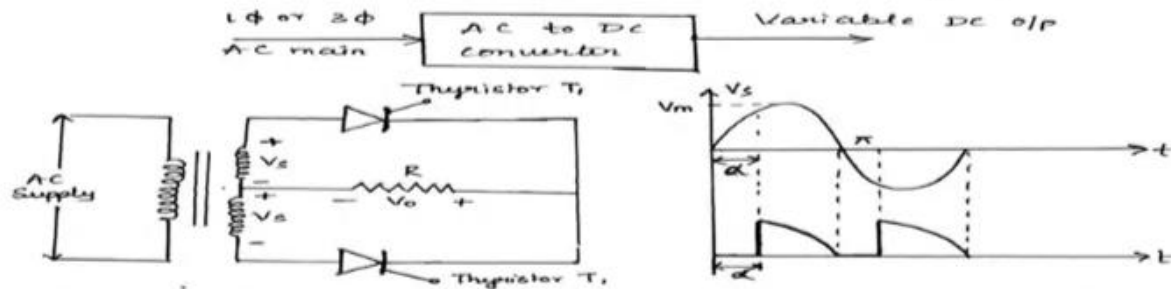 1ϕ or 3ϕ
AC main
AC to DC
converter
Variable DC o/p
Thyristor T₁
AC
Supply
+
Vs
-
+
Vs
-
R
- Vo +
Thyristor T₁
Vs
Vm
π
t
α
t
α